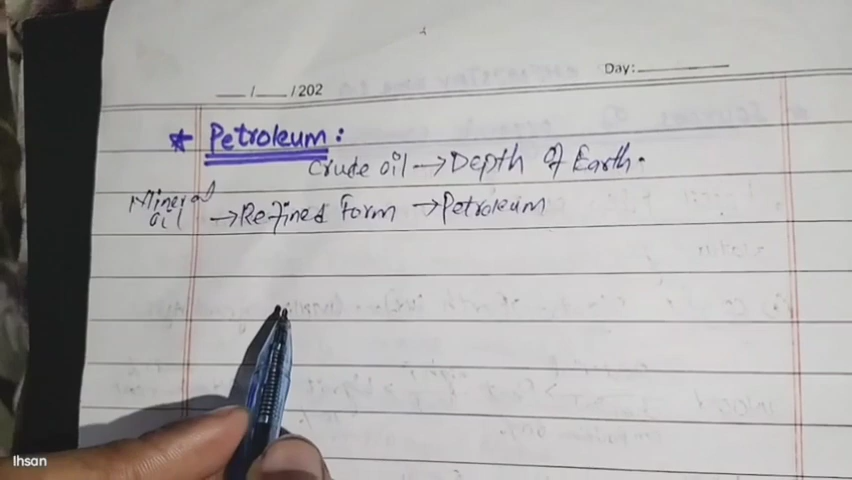 Day:
__/__/202
* Petroleum:
Crude oil → Depth of Earth.
Mineral oil → Refined Form → Petroleum
Ihsan